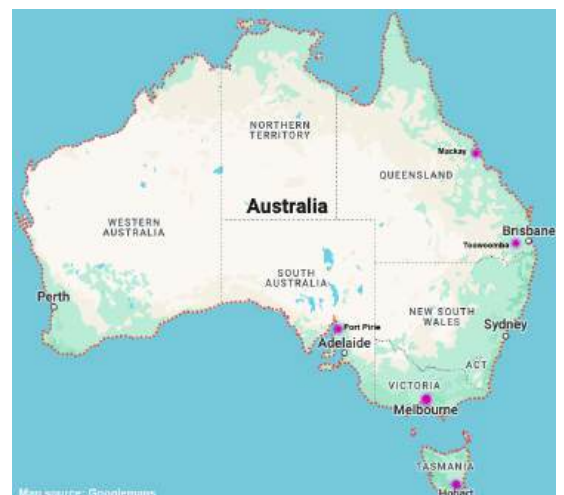 NORTHERN
TERRITORY
Mackay
QUEENSLAND
Australia
WESTERN
AUSTRALIA
Brisbane
Toowoomba
SOUTH
AUSTRALIA
Perth
NEW SOUTH
WALES
Port Pirie
Sydney
Adelaide
ACT
VICTORIA
Melbourne
TASMANIA
Hobart
Map source: Googlemaps